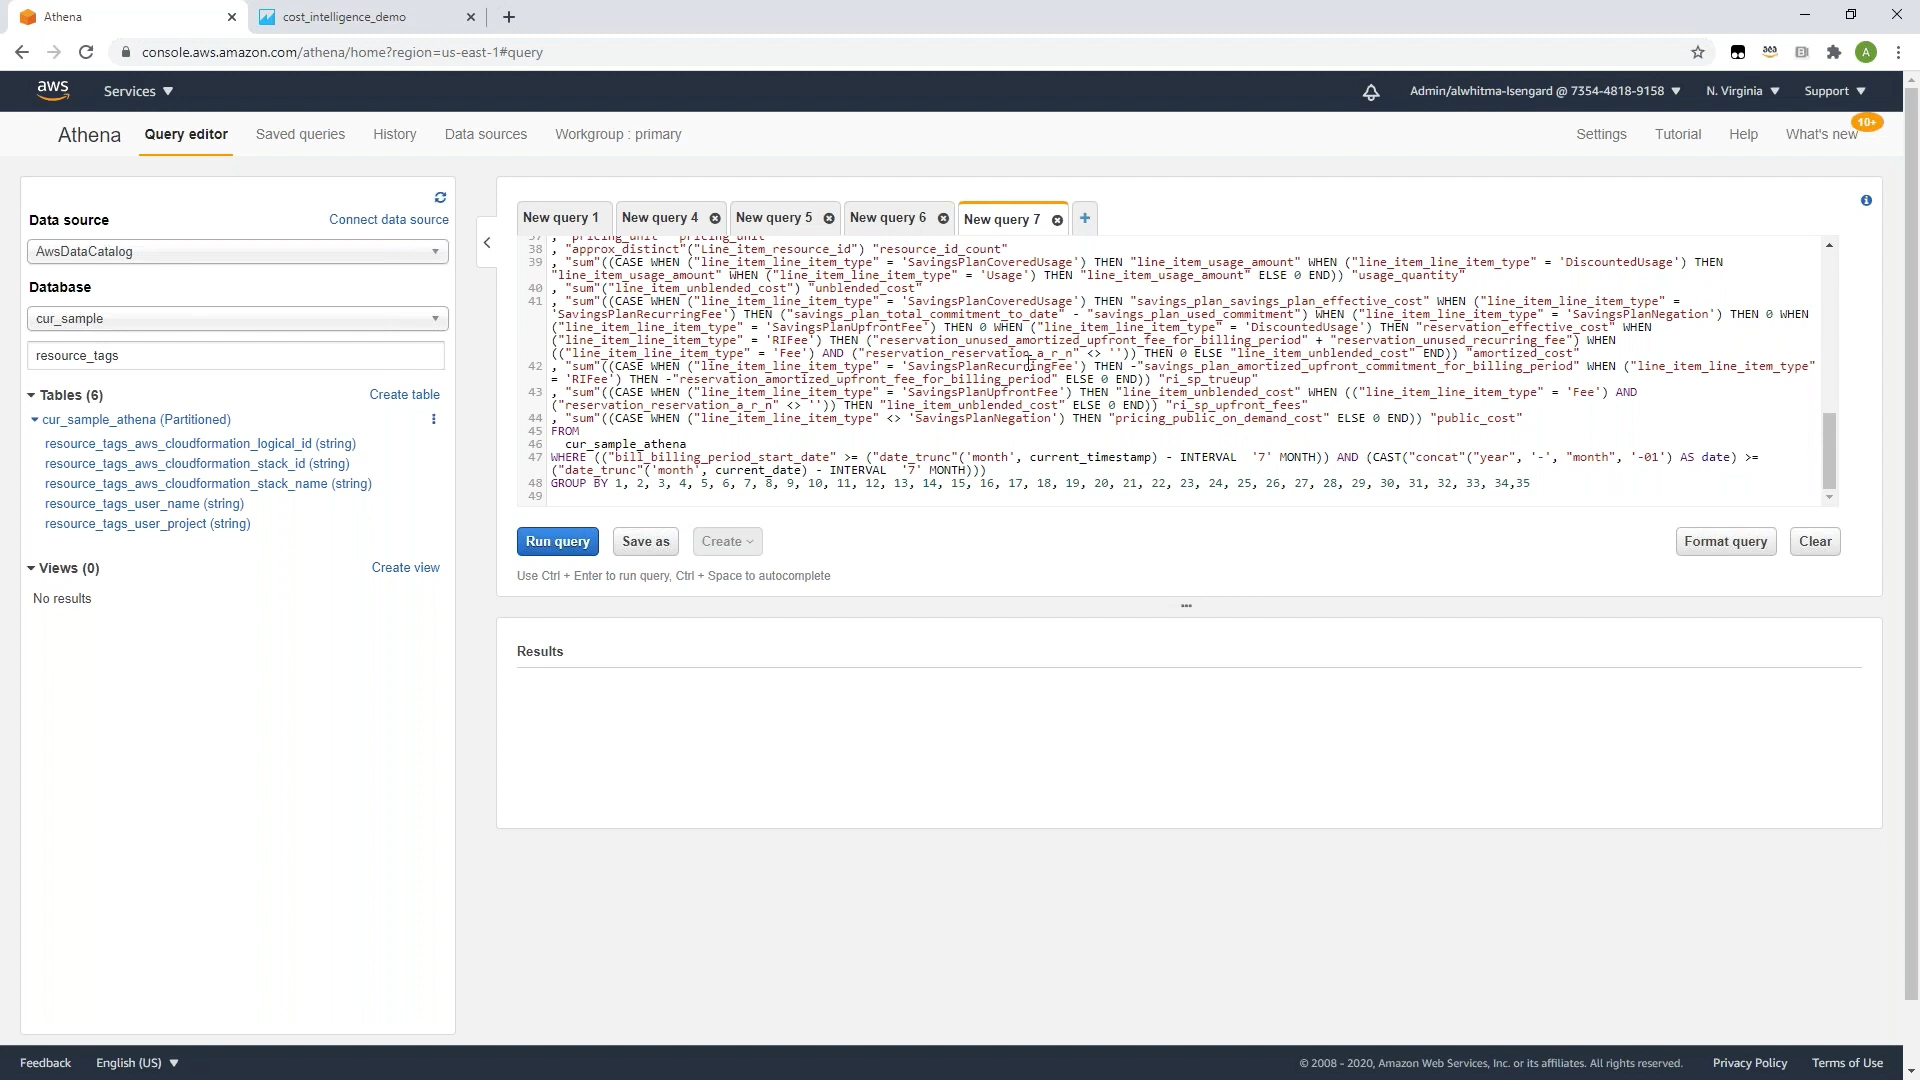 Athena
cost_intelligence_demo
console.aws.amazon.com/athena/home?region=us-east-1#query
A
aws
Services
Admin/alwhitma-Isengard @ 7354-4818-9158
N. Virginia
Support
Athena
Query editor
Saved queries
History
Data sources
Workgroup : primary
Settings
Tutorial
Help
What's new
10+
Data source
Connect data source
AwsDataCatalog
Database
cur_sample
resource_tags
Tables (6)
Create table
cur_sample_athena (Partitioned)
resource_tags_aws_cloudformation_logical_id (string)
resource_tags_aws_cloudformation_stack_id (string)
resource_tags_aws_cloudformation_stack_name (string)
resource_tags_user_name (string)
resource_tags_user_project (string)
Views (0)
Create view
No results
New query 1
New query 4
New query 5
New query 6
New query 7
+
37 , "pricing_unit" "pricing_unit"
38 , "approx_distinct"("Line_item_resource_id") "resource_id_count"
39 , "sum"((CASE WHEN ("line_item_line_item_type" = 'SavingsPlanCoveredUsage') THEN "line_item_usage_amount" WHEN ("line_item_line_item_type" = 'DiscountedUsage') THEN
"line_item_usage_amount" WHEN ("line_item_line_item_type" = 'Usage') THEN "line_item_usage_amount" ELSE 0 END)) "usage_quantity"
40 , "sum"("line_item_unblended_cost") "unblended_cost"
41 , "sum"((CASE WHEN ("line_item_line_item_type" = 'SavingsPlanCoveredUsage') THEN "savings_plan_savings_plan_effective_cost" WHEN ("line_item_line_item_type" =
'SavingsPlanRecurringFee') THEN ("savings_plan_total_commitment_to_date" - "savings_plan_used_commitment") WHEN ("line_item_line_item_type" = 'SavingsPlanNegation') THEN 0 WHEN
("line_item_line_item_type" = 'SavingsPlanUpfrontFee') THEN 0 WHEN ("line_item_line_item_type" = 'DiscountedUsage') THEN "reservation_effective_cost" WHEN
("line_item_line_item_type" = 'RIFee') THEN ("reservation_unused_amortized_upfront_fee_for_billing_period" + "reservation_unused_recurring_fee") WHEN
(("line_item_line_item_type" = 'Fee') AND ("reservation_reservation_a_r_n" <> '')) THEN 0 ELSE "line_item_unblended_cost" END)) "amortized_cost"
42 , "sum"((CASE WHEN ("line_item_line_item_type" = 'SavingsPlanRecurringFee') THEN -"savings_plan_amortized_upfront_commitment_for_billing_period" WHEN ("line_item_line_item_type"
= 'RIFee') THEN -"reservation_amortized_upfront_fee_for_billing_period" ELSE 0 END)) "ri_sp_trueup"
43 , "sum"((CASE WHEN ("line_item_line_item_type" = 'SavingsPlanUpfrontFee') THEN "line_item_unblended_cost" WHEN (("line_item_line_item_type" = 'Fee') AND
("reservation_reservation_a_r_n" <> '')) THEN "line_item_unblended_cost" ELSE 0 END)) "ri_sp_upfront_fees"
44 , "sum"((CASE WHEN ("line_item_line_item_type" <> 'SavingsPlanNegation') THEN "pricing_public_on_demand_cost" ELSE 0 END)) "public_cost"
45 FROM
46 cur_sample_athena
47 WHERE (("bill_billing_period_start_date" >= ("date_trunc"('month', current_timestamp) - INTERVAL '7' MONTH)) AND (CAST("concat"("year", '-', "month", '-01') AS date) >=
("date_trunc"('month', current_date) - INTERVAL '7' MONTH)))
48 GROUP BY 1, 2, 3, 4, 5, 6, 7, 8, 9, 10, 11, 12, 13, 14, 15, 16, 17, 18, 19, 20, 21, 22, 23, 24, 25, 26, 27, 28, 29, 30, 31, 32, 33, 34,35
49
Run query
Save as
Create
Format query
Clear
Use Ctrl + Enter to run query, Ctrl + Space to autocomplete
Results
Feedback
English (US)
© 2008 - 2020, Amazon Web Services, Inc. or its affiliates. All rights reserved.
Privacy Policy
Terms of Use